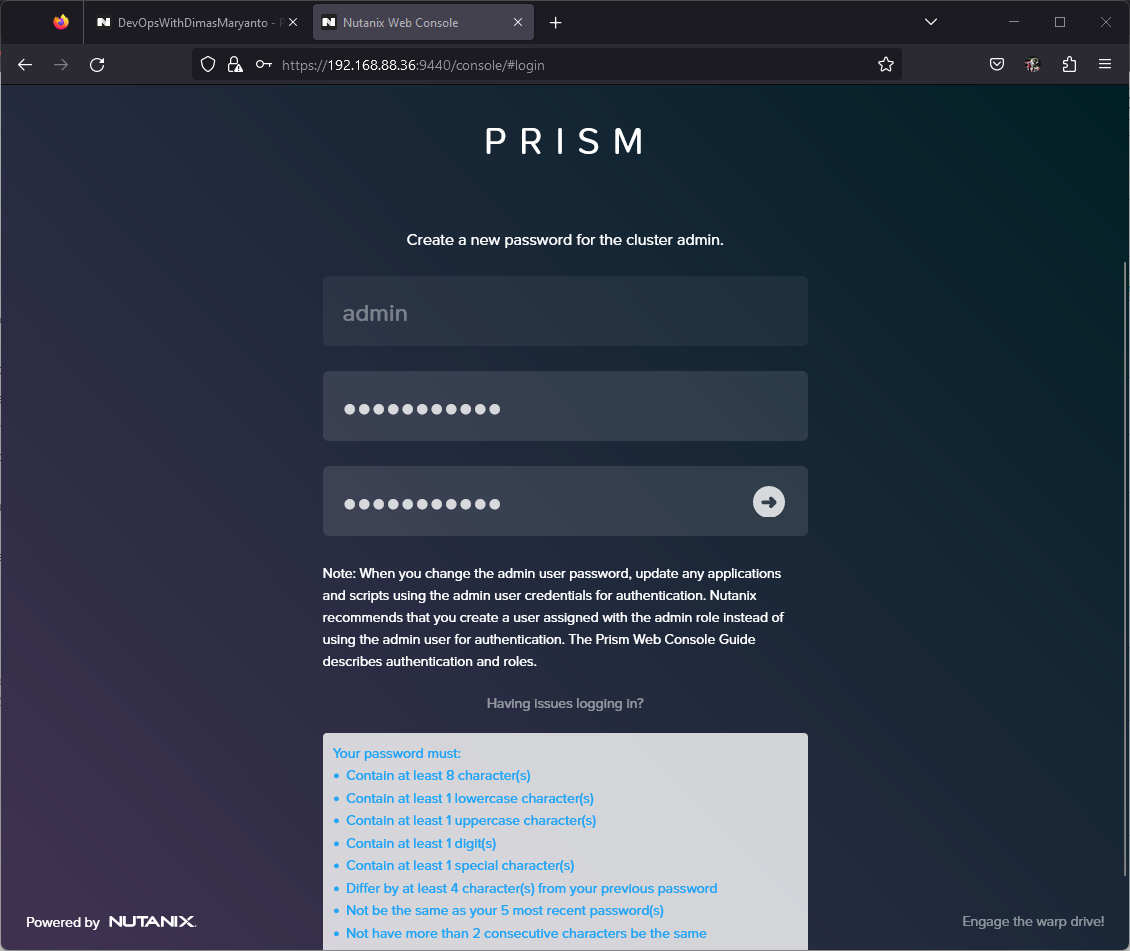 DevOpsWithDimasMaryanto - P
Nutanix Web Console
https://192.168.88.36:9440/console/#login
PRISM
Create a new password for the cluster admin.
admin
Note: When you change the admin user password, update any applications
and scripts using the admin user credentials for authentication. Nutanix
recommends that you create a user assigned with the admin role instead of
using the admin user for authentication. The Prism Web Console Guide
describes authentication and roles.
Having issues logging in?
Your password must:
• Contain at least 8 character(s)
• Contain at least 1 lowercase character(s)
• Contain at least 1 uppercase character(s)
• Contain at least 1 digit(s)
• Contain at least 1 special character(s)
• Differ by at least 4 character(s) from your previous password
• Not be the same as your 5 most recent password(s)
• Not have more than 2 consecutive characters be the same
Powered by NUTANIX.
Engage the warp drive!